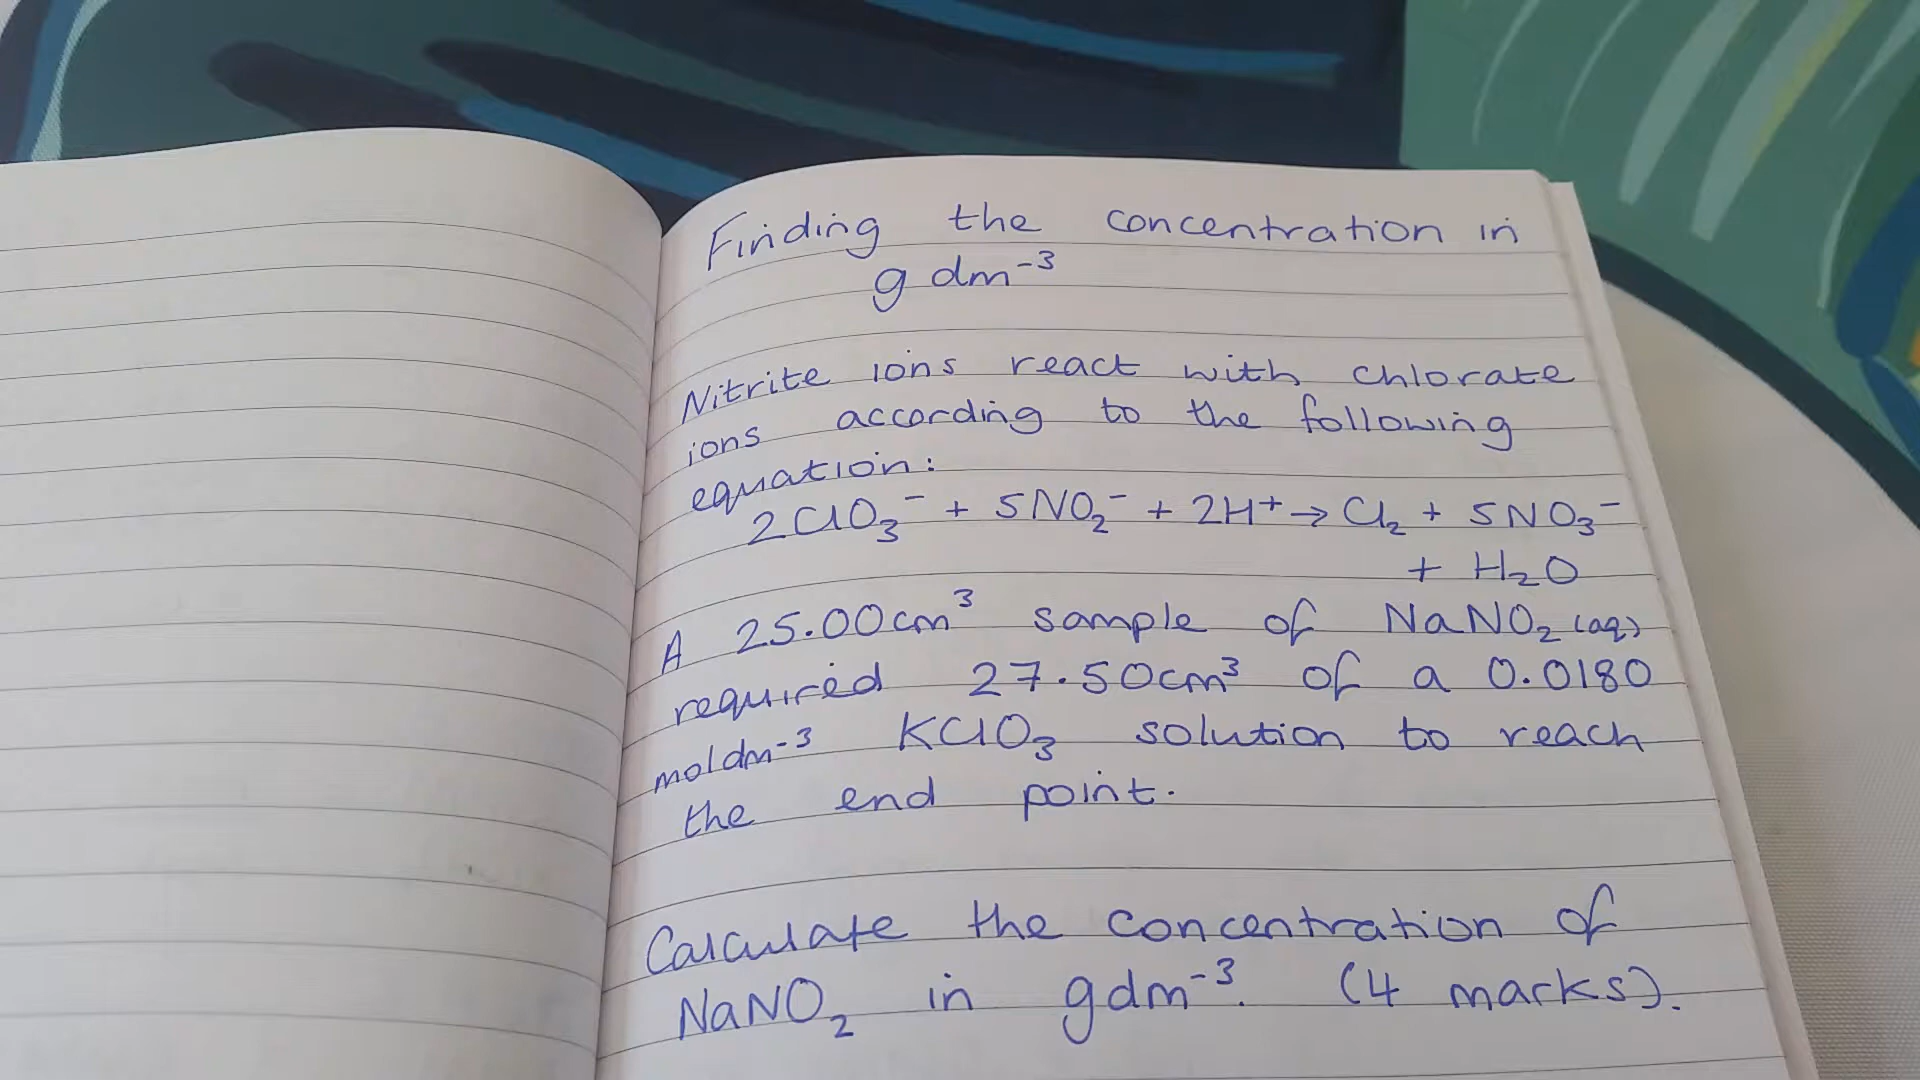 Finding the concentration in
g dm⁻³
Nitrite ions react with chlorate
ions according to the following
equation:
2ClO₃⁻ + 5NO₂⁻ + 2H⁺ → Cl₂ + 5NO₃⁻
+ H₂O
A 25.00cm³ sample of NaNO₂(aq)
required 27.50cm³ of a 0.0180
moldm⁻³ KClO₃ solution to reach
the end point.
Calculate the concentration of
NaNO₂ in gdm⁻³. (4 marks).